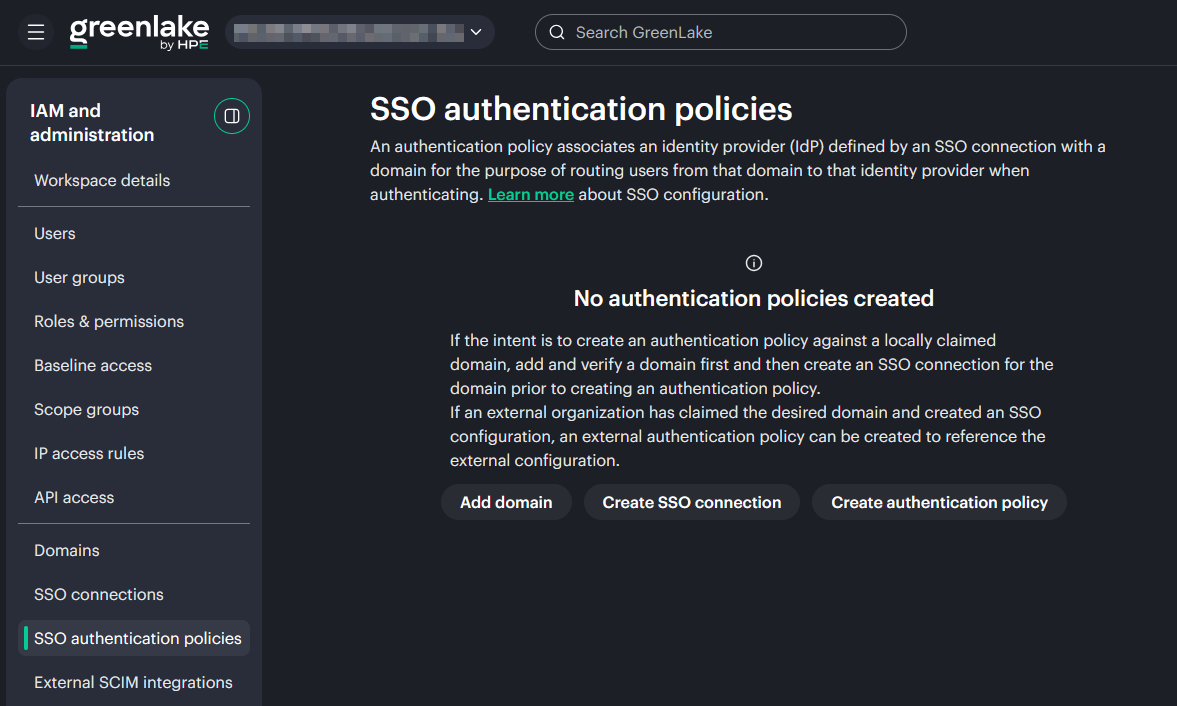 greenlake
by HPE
Search GreenLake
IAM and
administration
Workspace details
Users
User groups
Roles & permissions
Baseline access
Scope groups
IP access rules
API access
Domains
SSO connections
SSO authentication policies
External SCIM integrations
SSO authentication policies
An authentication policy associates an identity provider (IdP) defined by an SSO connection with a
domain for the purpose of routing users from that domain to that identity provider when
authenticating. Learn more about SSO configuration.
No authentication policies created
If the intent is to create an authentication policy against a locally claimed
domain, add and verify a domain first and then create an SSO connection for the
domain prior to creating an authentication policy.
If an external organization has claimed the desired domain and created an SSO
configuration, an external authentication policy can be created to reference the
external configuration.
Add domain
Create SSO connection
Create authentication policy